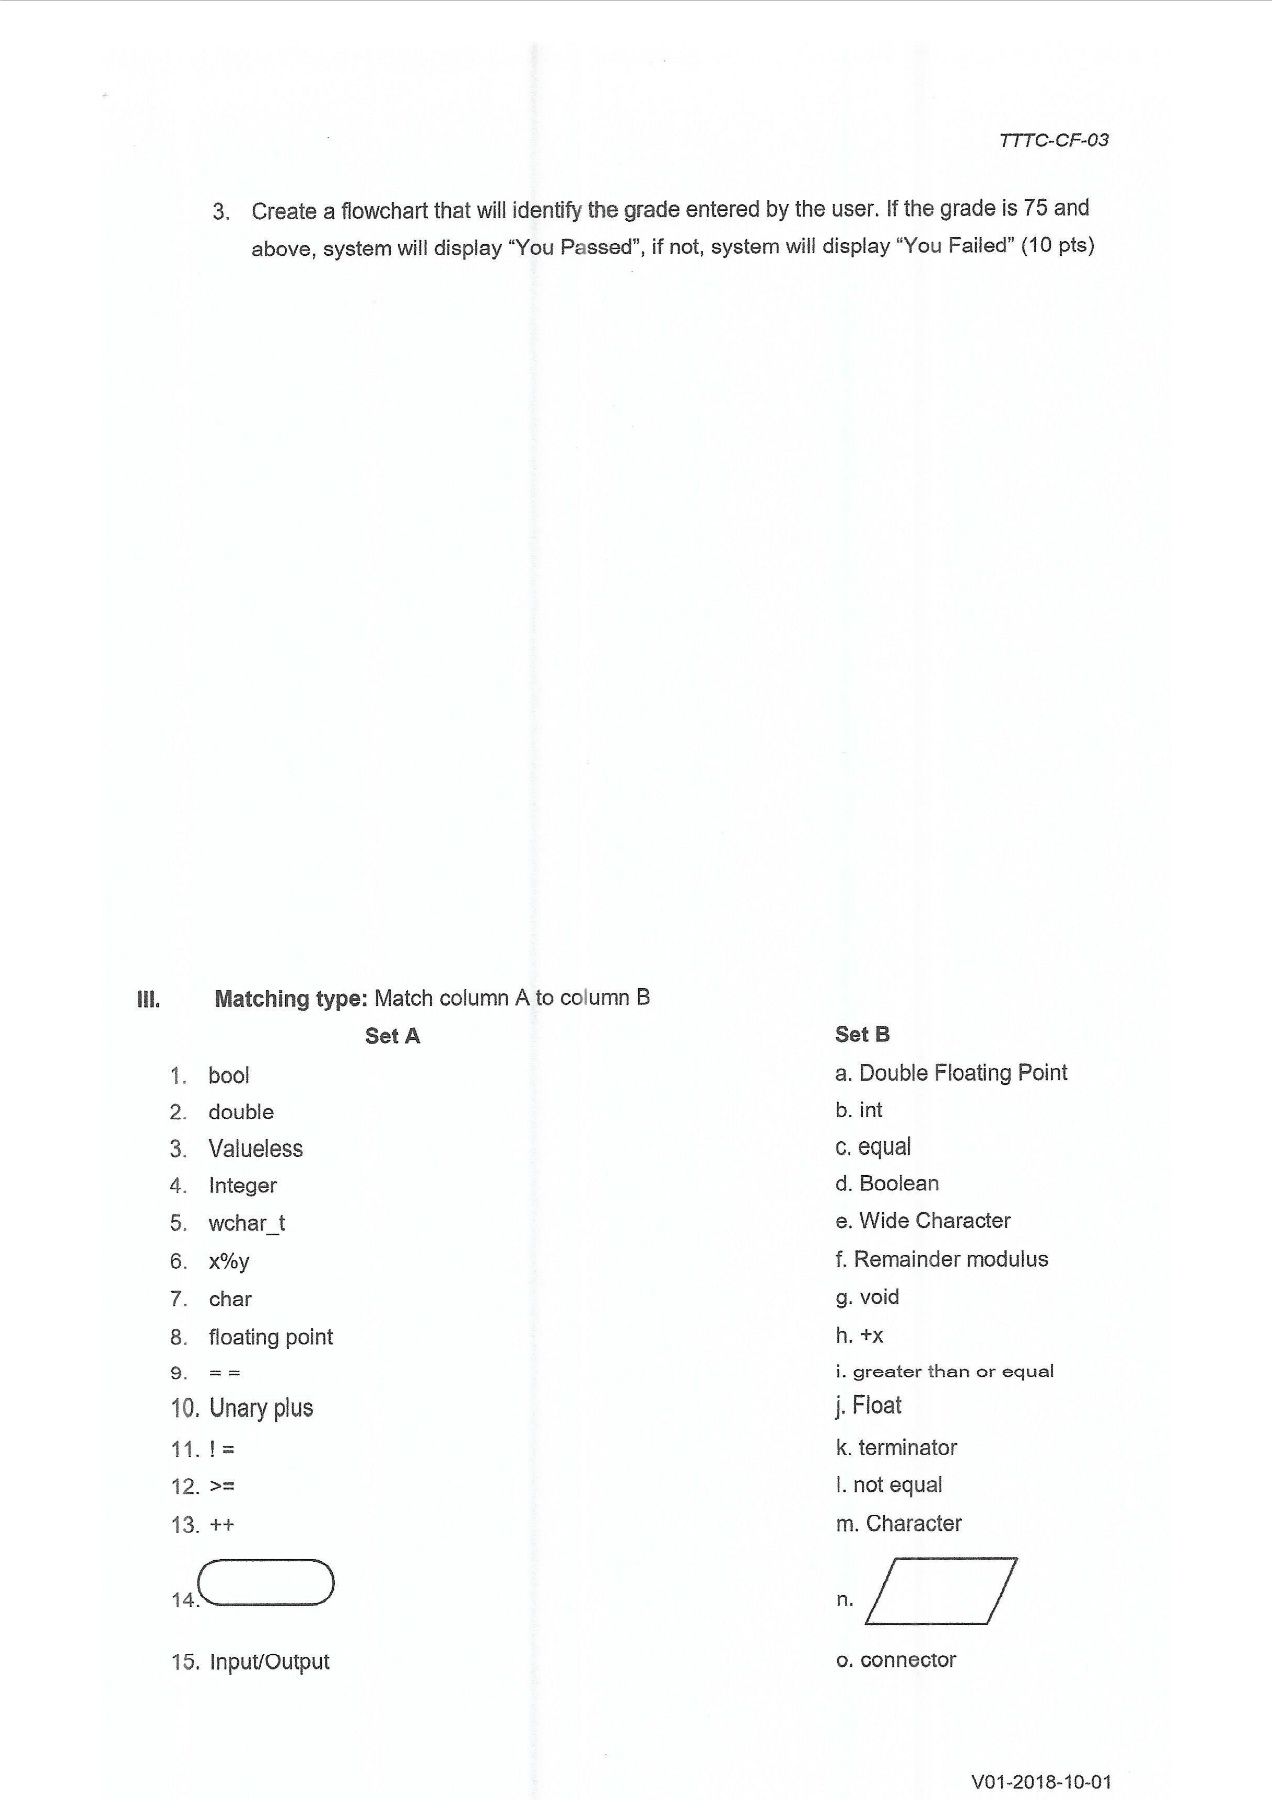 TTTC-CF-03
3. Create a flowchart that will identify the grade entered by the user. If the grade is 75 and
above, system will display “You Passed”, if not, system will display “You Failed” (10 pts)
III. Matching type: Match column A to column B
Set A Set B
1. bool a. Double Floating Point
2. double b. int
3. Valueless c. equal
4. Integer d. Boolean
5. wchar_t e. Wide Character
6. x%y f. Remainder modulus
7. char g. void
8. floating point h. +x
9. = = i. greater than or equal
10. Unary plus j. Float
11. ! = k. terminator
12. >= l. not equal
13. ++ m. Character
14. n.
15. Input/Output o. connector
V01-2018-10-01